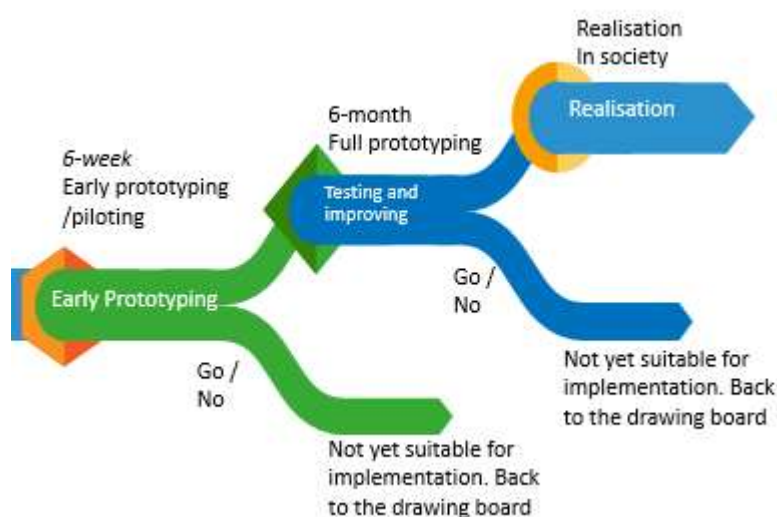 Realisation
In society
Realisation
6-month
Full prototyping
Testing and
improving
6-week
Early prototyping
/piloting
Early Prototyping
Go /
No
Not yet suitable for
implementation. Back
to the drawing board
Go /
No
Not yet suitable for
implementation. Back
to the drawing board